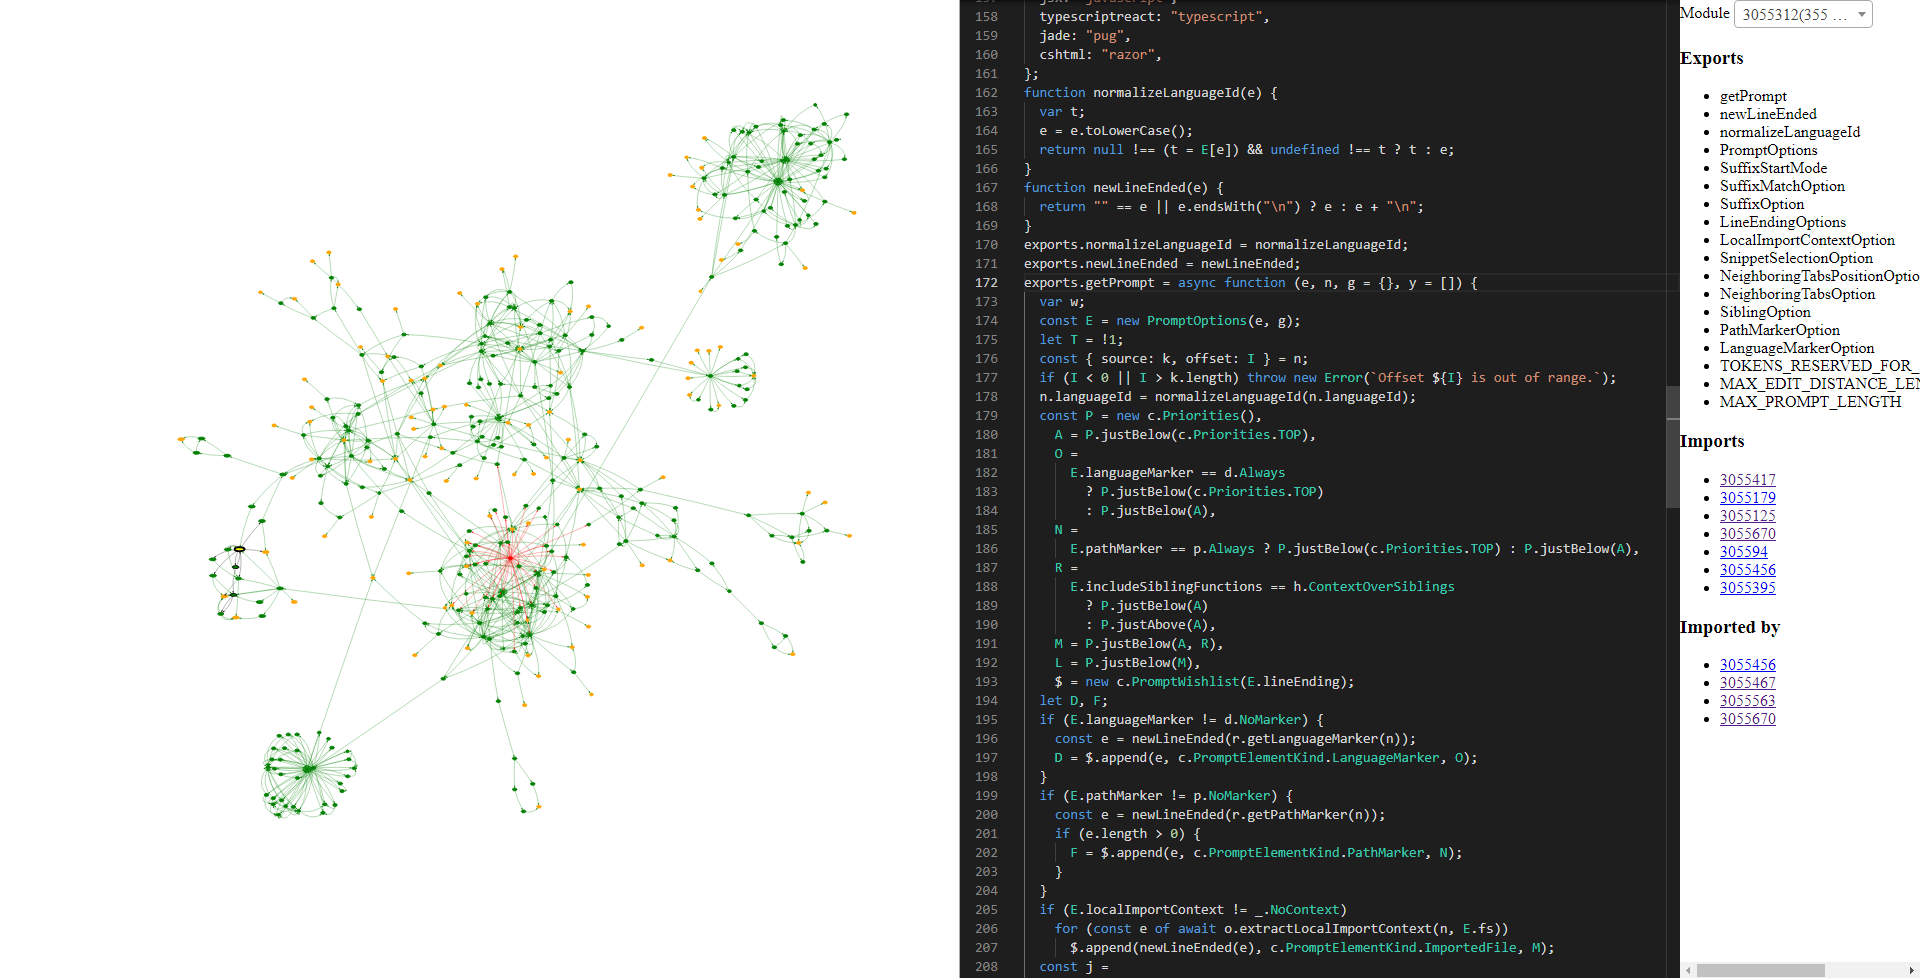 157 jsx: "javascript",
158 typescriptreact: "typescript",
159 jade: "pug",
160 cshtml: "razor",
161 };
162 function normalizeLanguageId(e) {
163 var t;
164 e = e.toLowerCase();
165 return null !== (t = E[e]) && undefined !== t ? t : e;
166 }
167 function newLineEnded(e) {
168 return "" == e || e.endsWith("\n") ? e : e + "\n";
169 }
170 exports.normalizeLanguageId = normalizeLanguageId;
171 exports.newLineEnded = newLineEnded;
172 exports.getPrompt = async function (e, n, g = {}, y = []) {
173 var w;
174 const E = new PromptOptions(e, g);
175 let T = !1;
176 const { source: k, offset: I } = n;
177 if (I < 0 || I > k.length) throw new Error(`Offset ${I} is out of range.`);
178 n.languageId = normalizeLanguageId(n.languageId);
179 const P = new c.Priorities(),
180 A = P.justBelow(c.Priorities.TOP),
181 O =
182 E.languageMarker == d.Always
183 ? P.justBelow(c.Priorities.TOP)
184 : P.justBelow(A),
185 N =
186 E.pathMarker == p.Always ? P.justBelow(c.Priorities.TOP) : P.justBelow(A),
187 R =
188 E.includeSiblingFunctions == h.ContextOverSiblings
189 ? P.justBelow(A)
190 : P.justAbove(A),
191 M = P.justBelow(A, R),
192 L = P.justBelow(M),
193 $ = new c.PromptWishlist(E.lineEnding);
194 let D, F;
195 if (E.languageMarker != d.NoMarker) {
196 const e = newLineEnded(r.getLanguageMarker(n));
197 D = $.append(e, c.PromptElementKind.LanguageMarker, O);
198 }
199 if (E.pathMarker != p.NoMarker) {
200 const e = newLineEnded(r.getPathMarker(n));
201 if (e.length > 0) {
202 F = $.append(e, c.PromptElementKind.PathMarker, N);
203 }
204 }
205 if (E.localImportContext != _.NoContext)
206 for (const e of await o.extractLocalImportContext(n, E.fs))
207 $.append(newLineEnded(e), c.PromptElementKind.ImportedFile, M);
208 const j =
Module 3055312(355 ...
Exports
getPrompt
newLineEnded
normalizeLanguageId
PromptOptions
SuffixStartMode
SuffixMatchOption
SuffixOption
LineEndingOptions
LocalImportContextOption
SnippetSelectionOption
NeighboringTabsPositionOptio
NeighboringTabsOption
SiblingOption
PathMarkerOption
LanguageMarkerOption
TOKENS_RESERVED_FOR_
MAX_EDIT_DISTANCE_LEN
MAX_PROMPT_LENGTH
Imports
3055417
3055179
3055125
3055670
305594
3055456
3055395
Imported by
3055456
3055467
3055563
3055670